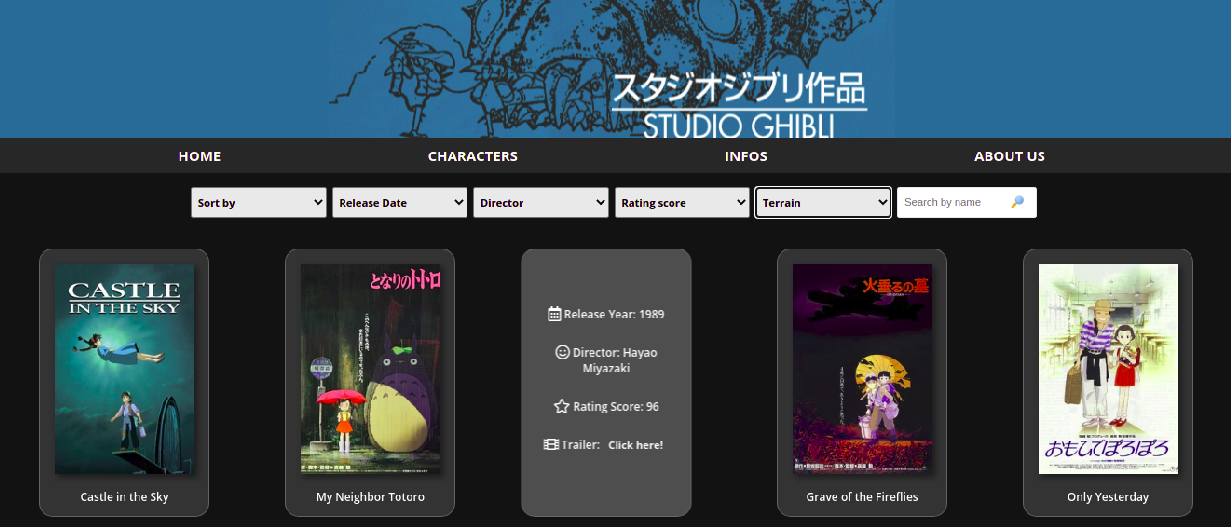 スタジオジブリ作品
STUDIO GHIBLI
HOME
CHARACTERS
INFOS
ABOUT US
Sort by
Release Date
Director
Rating score
Terrain
Search by name
CASTLE
IN THE SKY
となりのトトロ
火垂るの墓
おもひでぽろぽろ
Release Year: 1989
Director: Hayao
Miyazaki
Rating Score: 96
Trailer: Click here!
Castle in the Sky
My Neighbor Totoro
Grave of the Fireflies
Only Yesterday